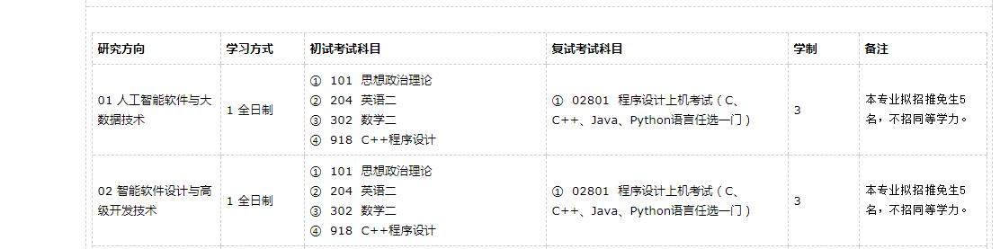 研究方向 学习方式 初试考试科目 复试考试科目 学制 备注
01 人工智能软件与大
数据技术
1 全日制
① 101 思想政治理论
② 204 英语二
③ 302 数学二
④ 918 C++程序设计
① 02801 程序设计上机考试（C、
C++、Java、Python语言任选一门）
3
本专业拟招推免生5
名，不招同等学力。
02 智能软件设计与高
级开发技术
1 全日制
① 101 思想政治理论
② 204 英语二
③ 302 数学二
④ 918 C++程序设计
① 02801 程序设计上机考试（C、
C++、Java、Python语言任选一门）
3
本专业拟招推免生5
名，不招同等学力。